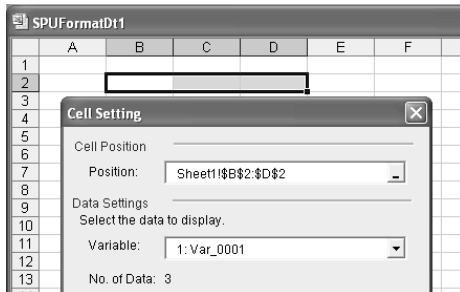 SPUFormatDt1
A B C D E F
1
2
3
4
Cell Setting
5
6
Cell Position
7
Position: Sheet1!$B$2:$D$2
8
9
Data Settings
10
Select the data to display.
11
Variable: 1: Var_0001
12
13
No. of Data: 3